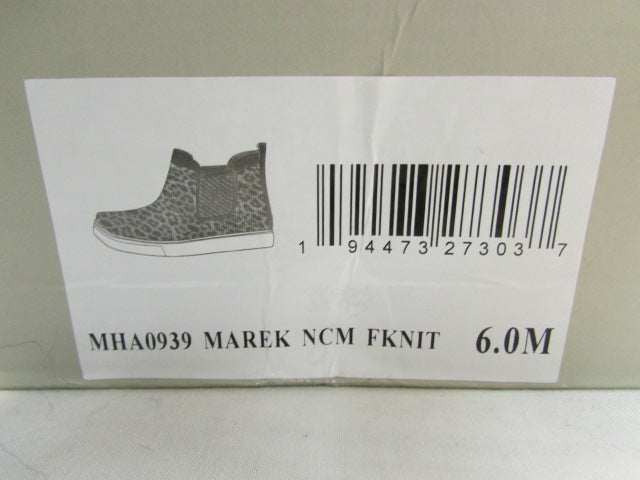 1 94473 27303 7
MHA0939 MAREK NCM FKNIT 6.0M